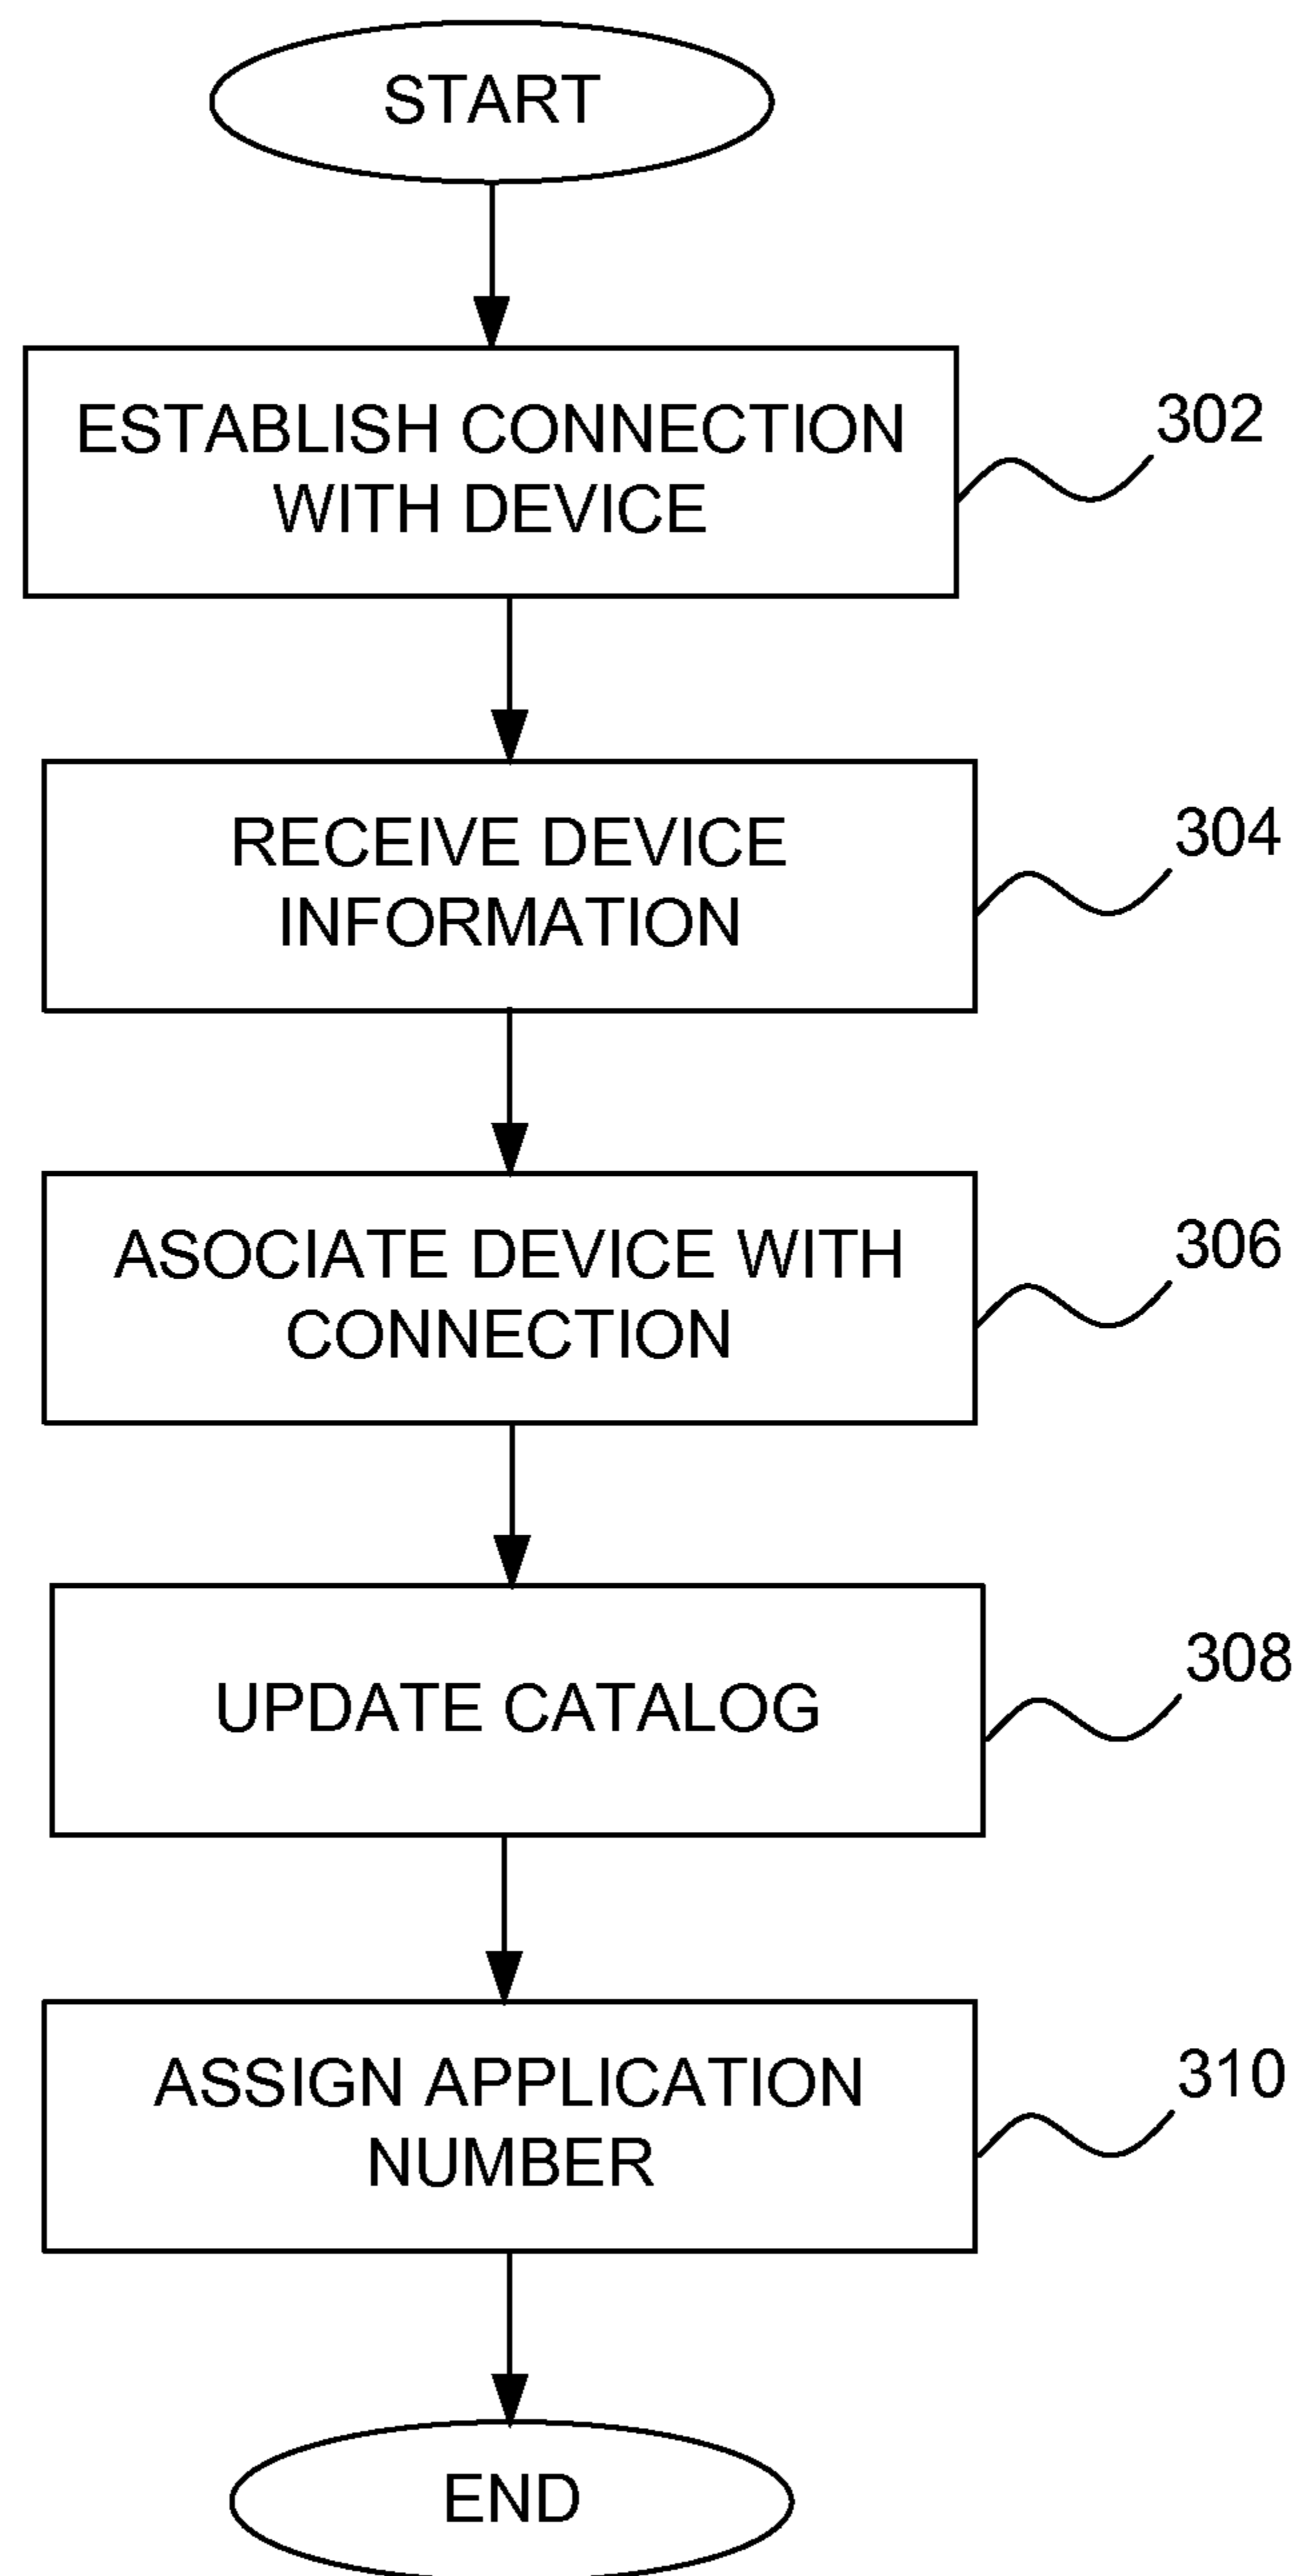 START
ESTABLISH CONNECTION
WITH DEVICE
302
RECEIVE DEVICE
INFORMATION
304
ASOCIATE DEVICE WITH
CONNECTION
306
UPDATE CATALOG
308
ASSIGN APPLICATION
NUMBER
310
END